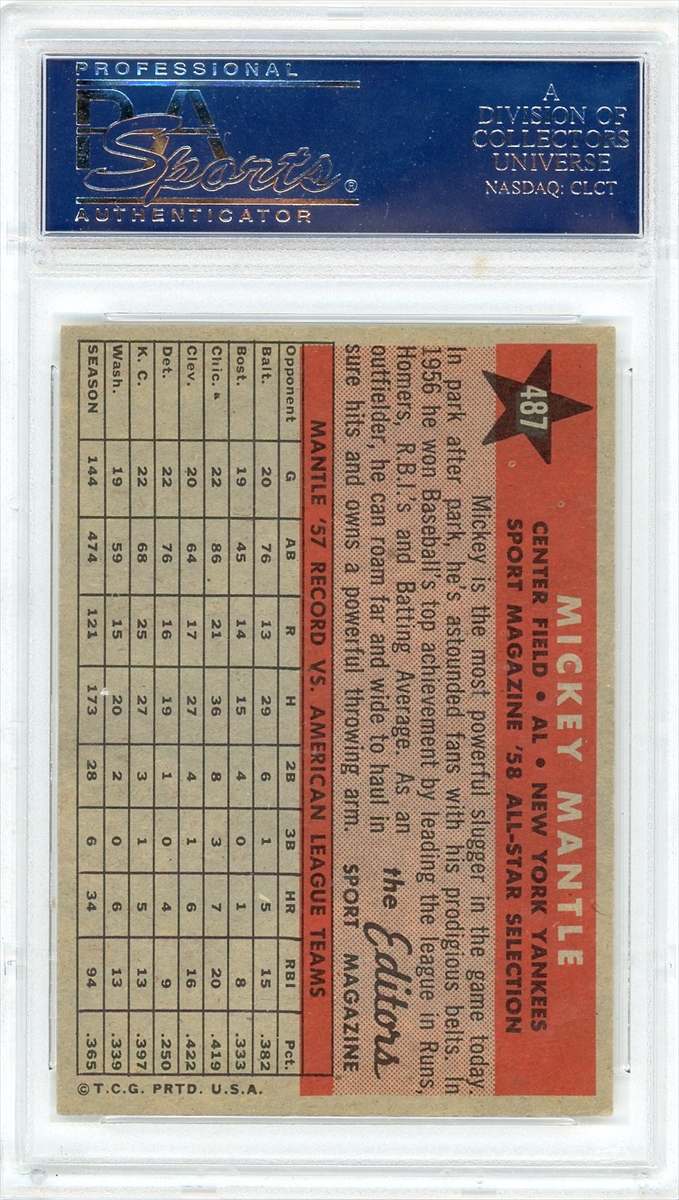 PROFESSIONAL
PSA
Sports®
AUTHENTICATOR
A
DIVISION OF
COLLECTORS
UNIVERSE
NASDAQ: CLCT
487
MICKEY MANTLE
CENTER FIELD • AL • NEW YORK YANKEES
SPORT MAGAZINE '58 ALL-STAR SELECTION
Mickey is the most powerful slugger in the game today.
In park after park, he's astounded fans with his prodigious belts. In
1956 he won Baseball's top achievement by leading the league in Runs,
Homers, R.B.I.'s and Batting Average. As an
outfielder, he can roam far and wide to haul in
sure hits and owns a powerful throwing arm.
the Editors
SPORT MAGAZINE
MANTLE '57 RECORD VS. AMERICAN LEAGUE TEAMS
Opponent G AB R H 2B 3B HR RBI Pct.
Balt. 20 76 13 29 6 1 5 15 .382
Bost. 19 45 14 15 4 0 1 8 .333
Chic. 22 86 21 36 8 3 7 20 .419
Clev. 20 64 17 27 4 1 6 16 .422
Det. 22 76 16 19 1 0 4 9 .250
K. C. 22 68 25 27 3 1 5 13 .397
Wash. 19 59 15 20 2 0 6 13 .339
SEASON 144 474 121 173 28 6 34 94 .365
© T.C.G. PRTD. U.S.A.